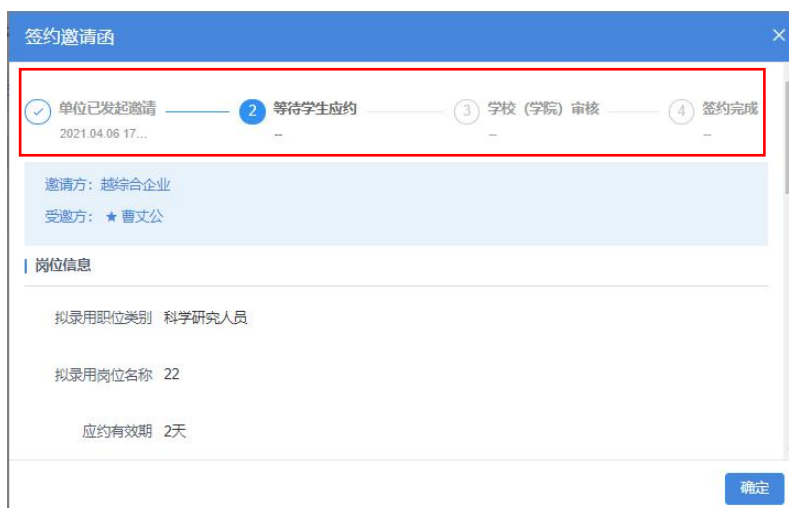 签约邀请函
单位已发起邀请 2 等待学生应约 3 学校（学院）审核 4 签约完成
2021.04.06 17... -- -- --
邀请方：越综合企业
受邀方：★曹丈公
岗位信息
拟录用职位类别 科学研究人员
拟录用岗位名称 22
应约有效期 2天
确定